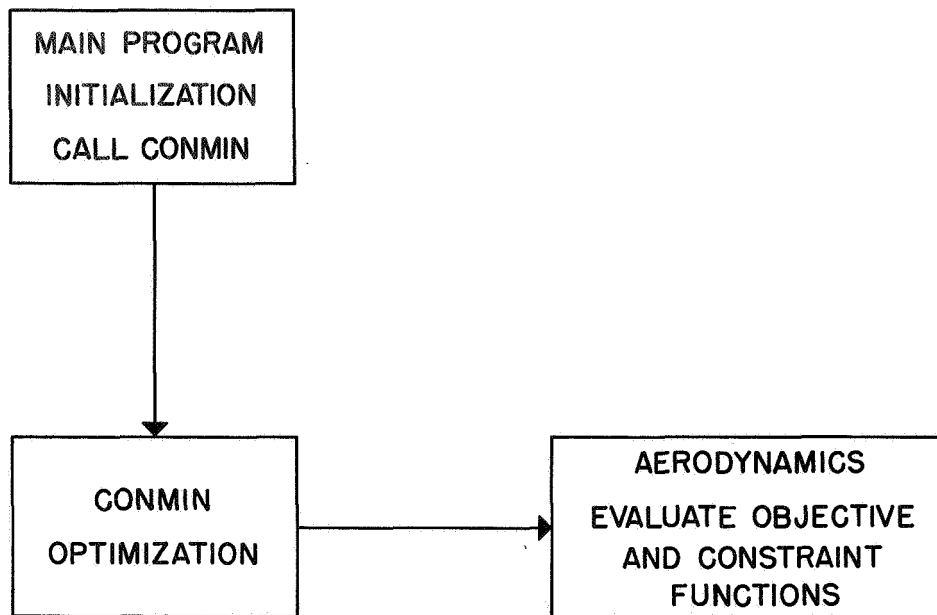 MAIN PROGRAM
INITIALIZATION
CALL CONMIN
CONMIN
OPTIMIZATION
AERODYNAMICS
EVALUATE OBJECTIVE
AND CONSTRAINT
FUNCTIONS